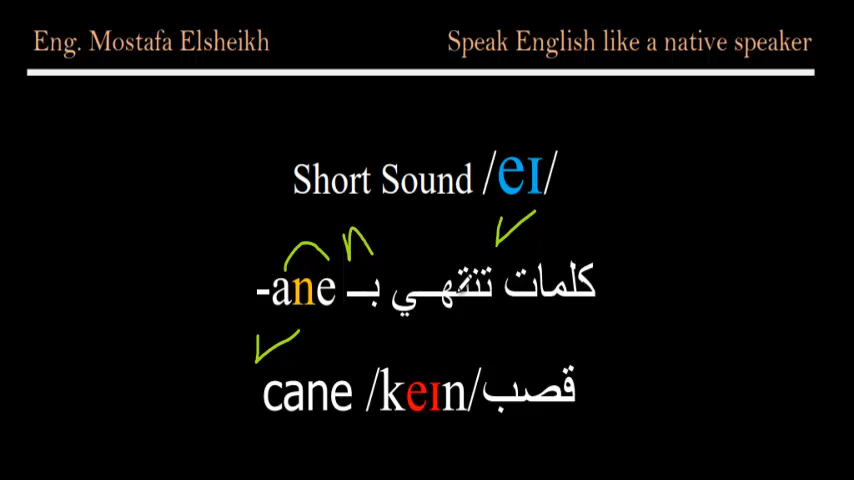 Eng. Mostafa Elsheikh Speak English like a native speaker
Short Sound /eɪ/
n
كلمات تنتهي بـ -ane
cane /keɪn/ قصب